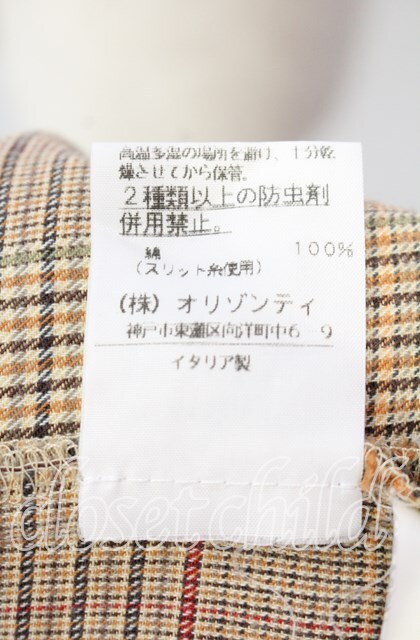 高温多湿の場所を避け、十分乾
燥させてから保管。
２種類以上の防虫剤
併用禁止。
綿 100%
(スリット糸使用)
(株) オリゾンティ
神戸市東灘区向洋町中6-9
イタリア製
closetchild